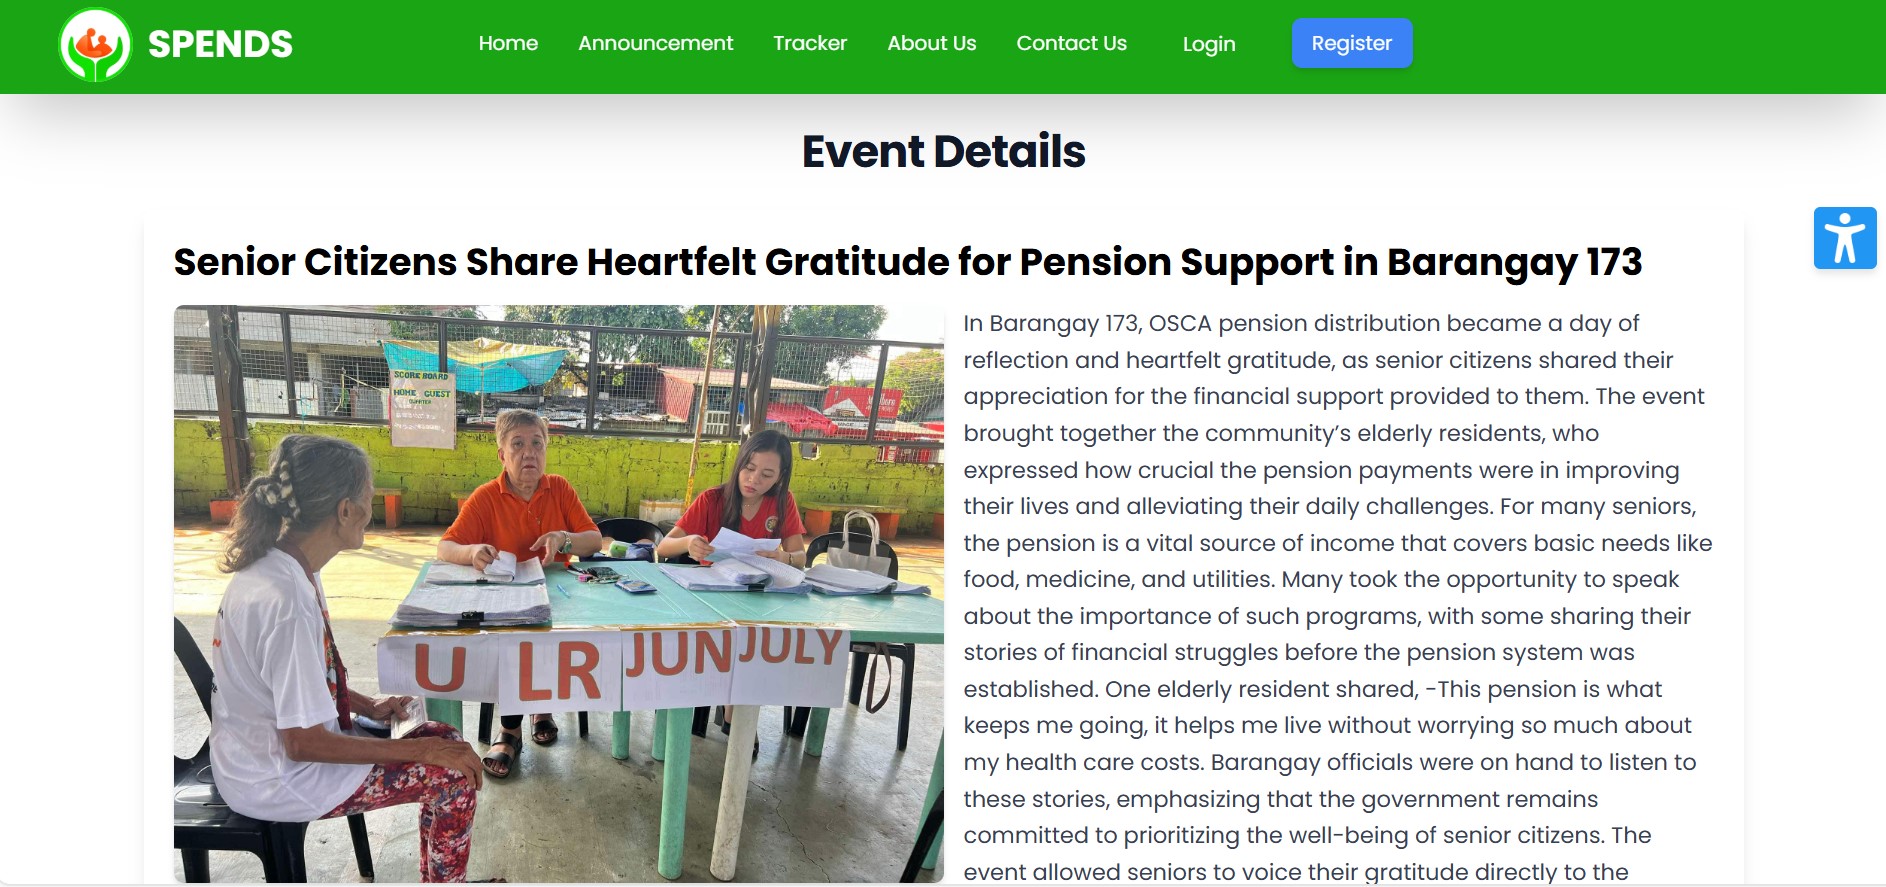 SPENDS
Home Announcement Tracker About Us Contact Us Login Register
Event Details
Senior Citizens Share Heartfelt Gratitude for Pension Support in Barangay 173
SCORE BOARD
HOME GUEST
U LR JUN JULY
In Barangay 173, OSCA pension distribution became a day of
reflection and heartfelt gratitude, as senior citizens shared their
appreciation for the financial support provided to them. The event
brought together the community’s elderly residents, who
expressed how crucial the pension payments were in improving
their lives and alleviating their daily challenges. For many seniors,
the pension is a vital source of income that covers basic needs like
food, medicine, and utilities. Many took the opportunity to speak
about the importance of such programs, with some sharing their
stories of financial struggles before the pension system was
established. One elderly resident shared, -This pension is what
keeps me going, it helps me live without worrying so much about
my health care costs. Barangay officials were on hand to listen to
these stories, emphasizing that the government remains
committed to prioritizing the well-being of senior citizens. The
event allowed seniors to voice their gratitude directly to the